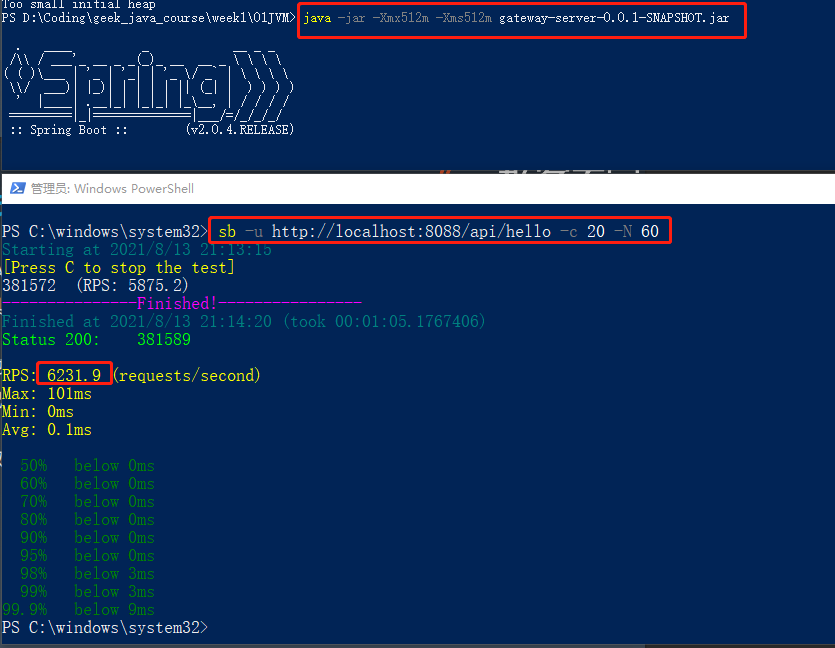 Too small initial heap
PS D:\Coding\geek_java_course\week1\01JVM> java -jar -Xmx512m -Xms512m gateway-server-0.0.1-SNAPSHOT.jar
:: Spring Boot ::        (v2.0.4.RELEASE)
管理员: Windows PowerShell
PS C:\windows\system32> sb -u http://localhost:8088/api/hello -c 20 -N 60
Starting at 2021/8/13 21:13:15
[Press C to stop the test]
381572  (RPS: 5875.2)
---------------Finished!----------------
Finished at 2021/8/13 21:14:20 (took 00:01:05.1767406)
Status 200:    381589
RPS: 6231.9 (requests/second)
Max: 101ms
Min: 0ms
Avg: 0.1ms
50%   below 0ms
60%   below 0ms
70%   below 0ms
80%   below 0ms
90%   below 0ms
95%   below 0ms
98%   below 3ms
99%   below 3ms
99.9%   below 9ms
PS C:\windows\system32>